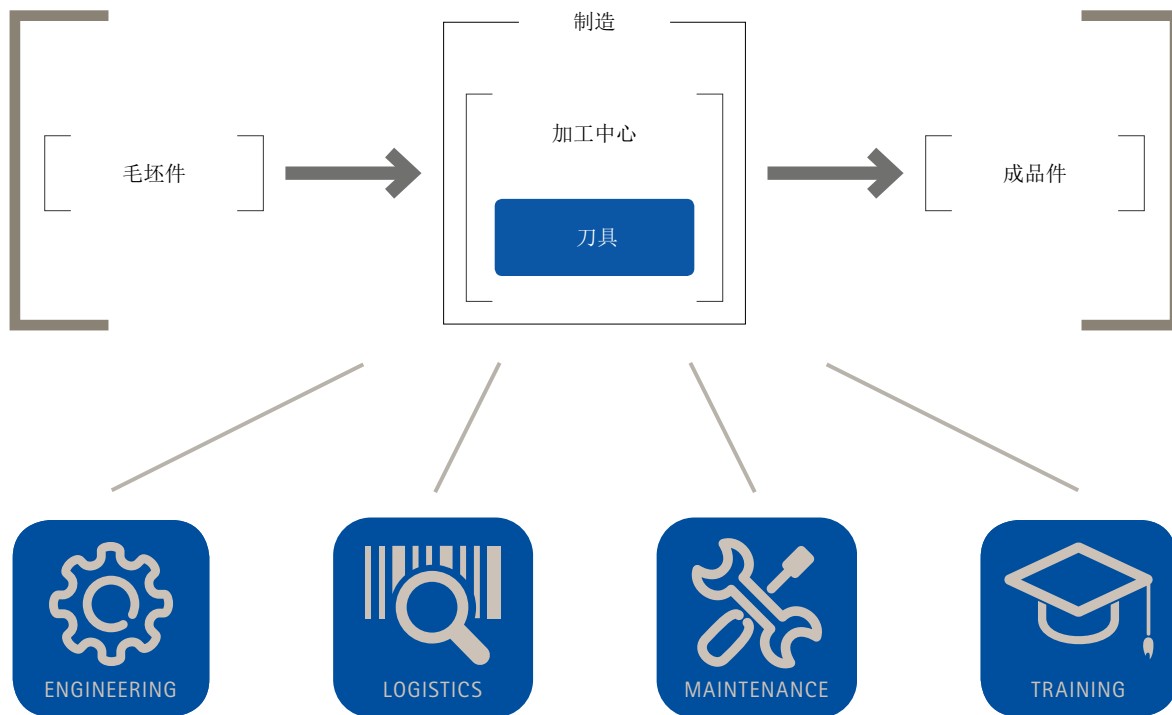 制造
加工中心
毛坯件
成品件
刀具
ENGINEERING
LOGISTICS
MAINTENANCE
TRAINING